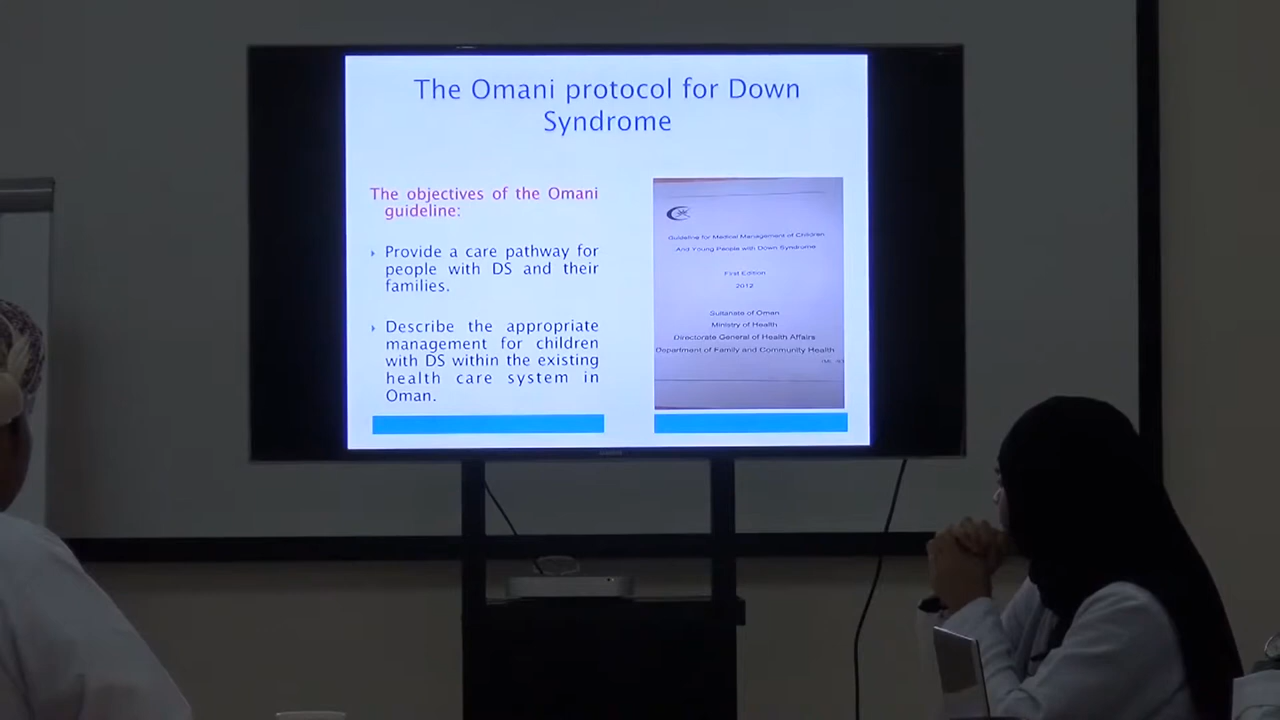 The Omani protocol for Down
Syndrome
The objectives of the Omani
guideline:
Provide a care pathway for
people with DS and their
families.
Describe the appropriate
management for children
with DS within the existing
health care system in
Oman.
Guideline for Medical Management of Children
And Young People with Down Syndrome
First Edition
2012
Sultanate of Oman
Ministry of Health
Directorate General of Health Affairs
Department of Family and Community Health
SAMSUNG